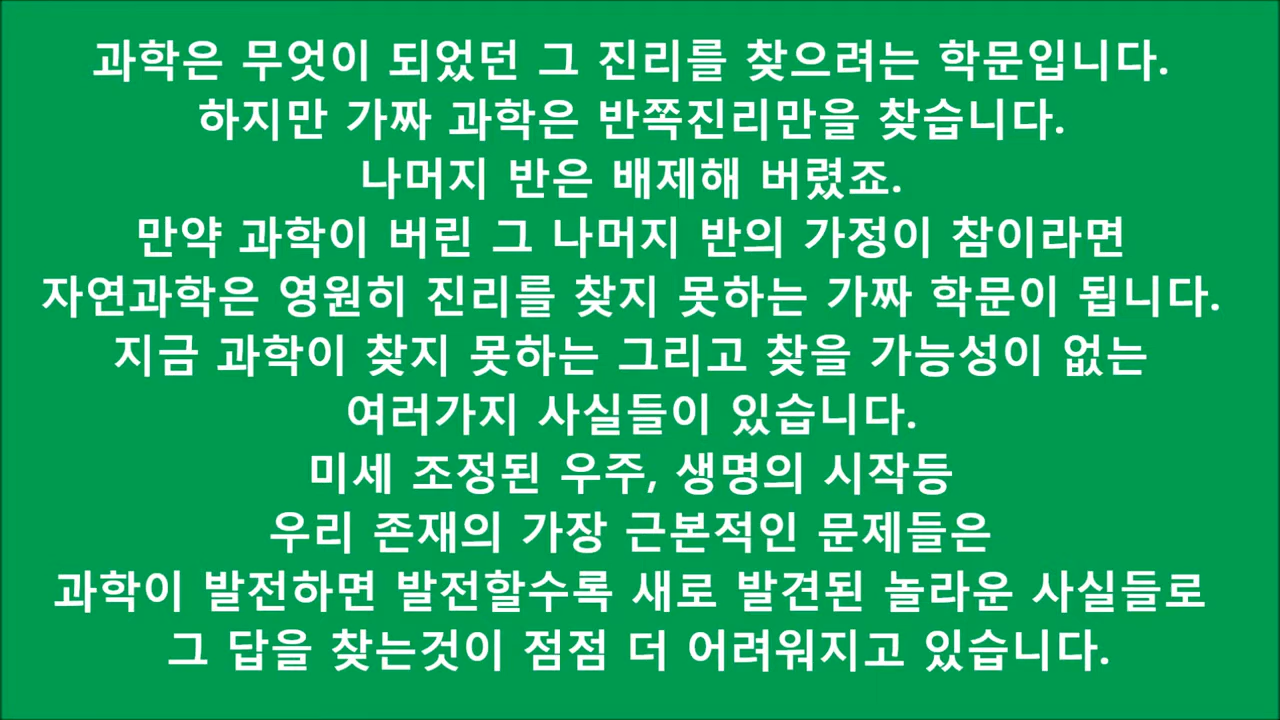 과학은 무엇이 되었던 그 진리를 찾으려는 학문입니다.
하지만 가짜 과학은 반쪽진리만을 찾습니다.
나머지 반은 배제해 버렸죠.
만약 과학이 버린 그 나머지 반의 가정이 참이라면
자연과학은 영원히 진리를 찾지 못하는 가짜 학문이 됩니다.
지금 과학이 찾지 못하는 그리고 찾을 가능성이 없는
여러가지 사실들이 있습니다.
미세 조정된 우주, 생명의 시작등
우리 존재의 가장 근본적인 문제들은
과학이 발전하면 발전할수록 새로 발견된 놀라운 사실들로
그 답을 찾는것이 점점 더 어려워지고 있습니다.